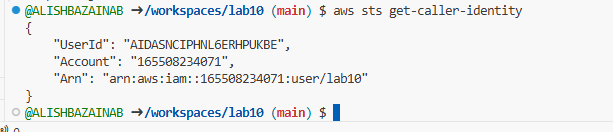 @ALISHBAZAINAB →/workspaces/lab10 (main) $ aws sts get-caller-identity
{
    "UserId": "AIDASNCIPHNL6ERHPUKBE",
    "Account": "165508234071",
    "Arn": "arn:aws:iam::165508234071:user/lab10"
}
@ALISHBAZAINAB →/workspaces/lab10 (main) $